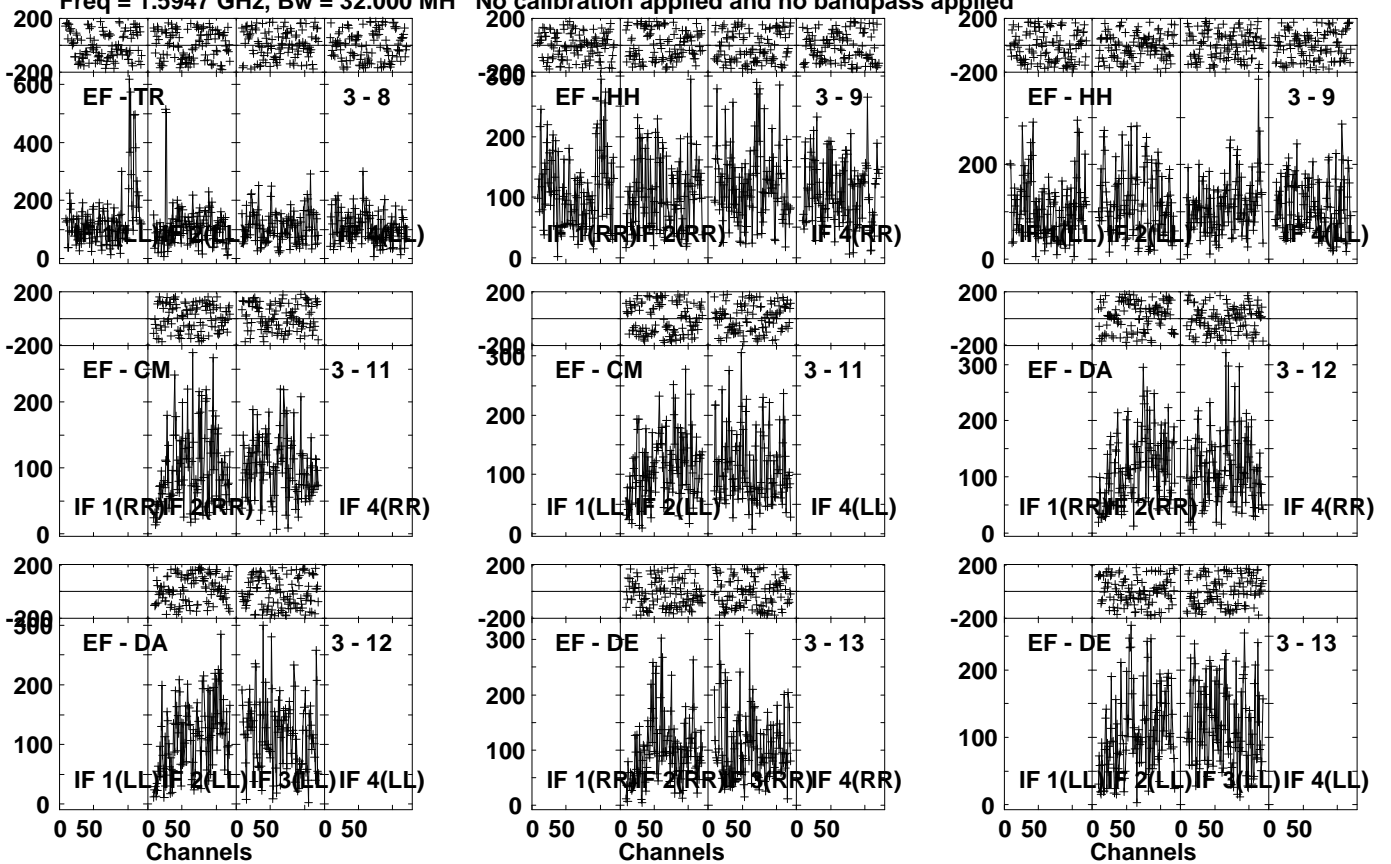 Freq = 1.5947 GHz, Bw = 32.000 MH No calibration applied and no bandpass applied
200 200 200
-200 -200 -200
600 EF - TR 3 - 8 300 EF - HH 3 - 9 EF - HH 3 - 9
400 200 200
200 100
IF 1(LL) IF 2(LL) IF 4(LL) IF 1(RR) IF 2(RR) IF 4(RR) IF 1(LL) IF 2(LL) IF 4(LL)
0 0 0
200 200 200
-200 -200 -200
EF - CM 3 - 11 300 EF - CM 3 - 11 300 EF - DA 3 - 12
200 200 200
100 100 100
IF 1(RR) IF 2(RR) IF 4(RR) IF 1(LL) IF 2(LL) IF 4(LL) IF 1(RR) IF 2(RR) IF 4(RR)
0 0 0
200 200 200
-200 -200 -200
300 EF - DA 3 - 12 300 EF - DE 3 - 13 EF - DE 3 - 13
200 200 200
100 100 100
IF 1(LL) IF 2(LL) IF 3(LL) IF 4(LL) IF 1(RR) IF 2(RR) IF 3(RR) IF 4(RR) IF 1(LL) IF 2(LL) IF 3(LL) IF 4(LL)
0 0 0
0 50 0 50 0 50 0 50 0 50 0 50 0 50 0 50 0 50 0 50 0 50 0 50
Channels Channels Channels